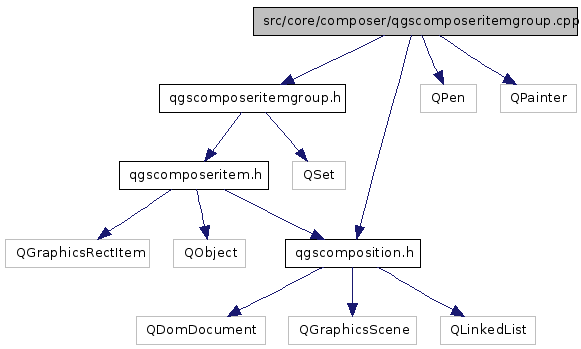 src/core/composer/qgscomposeritemgroup.cpp
qgscomposeritemgroup.h
QPen
QPainter
qgscomposeritem.h
QSet
QGraphicsRectItem
QObject
qgscomposition.h
QDomDocument
QGraphicsScene
QLinkedList